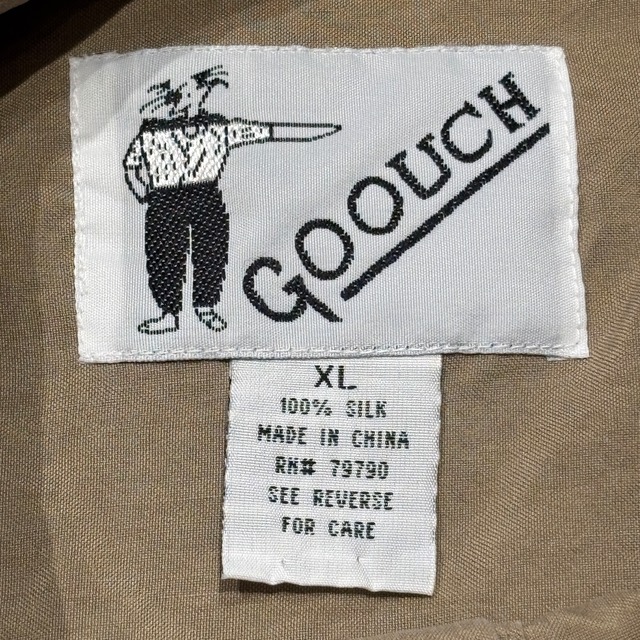 GOOUCH
XL
100% SILK
MADE IN CHINA
RN# 79790
SEE REVERSE
FOR CARE